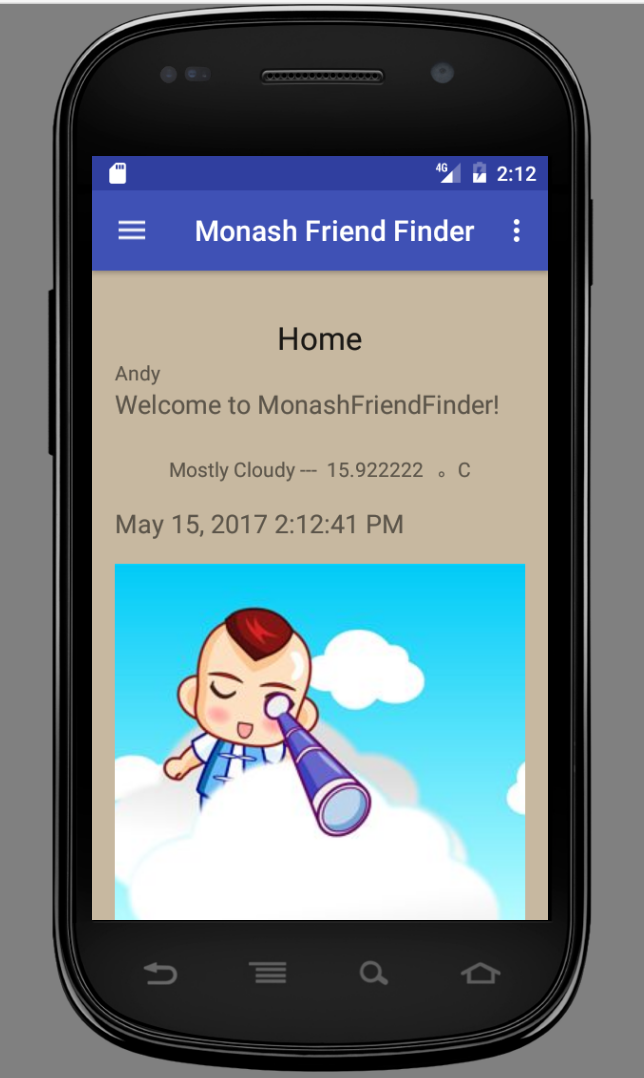 4G 2:12
Monash Friend Finder
Home
Andy
Welcome to MonashFriendFinder!
Mostly Cloudy --- 15.922222 。C
May 15, 2017 2:12:41 PM